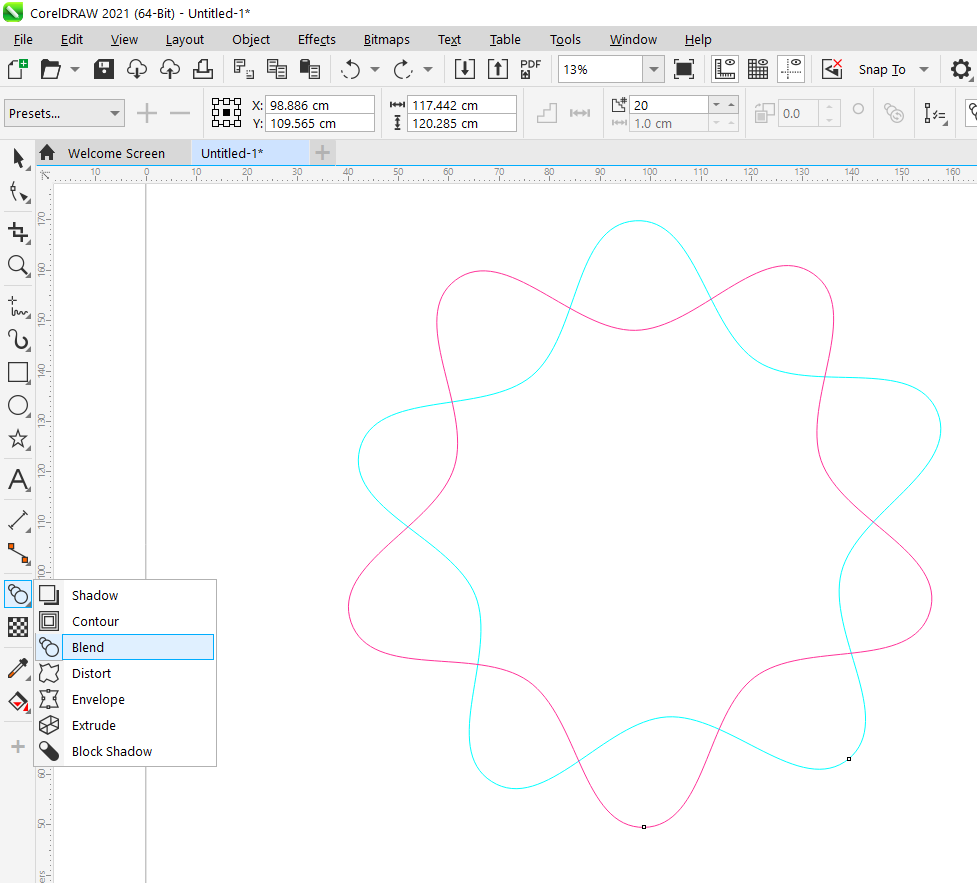 CorelDRAW 2021 (64-Bit) - Untitled-1*
File Edit View Layout Object Effects Bitmaps Text Table Tools Window Help
PDF 13% Snap To
Presets... X: 98.886 cm 117.442 cm 20 0.0
Y: 109.565 cm 120.285 cm 1.0 cm
Welcome Screen Untitled-1*
10 0 10 20 30 40 50 60 70 80 90 100 110 120 130 140 150 160
170
160
150
140
130
120
110
100
Shadow
Contour
Blend
Distort
Envelope
Extrude
Block Shadow
60
50